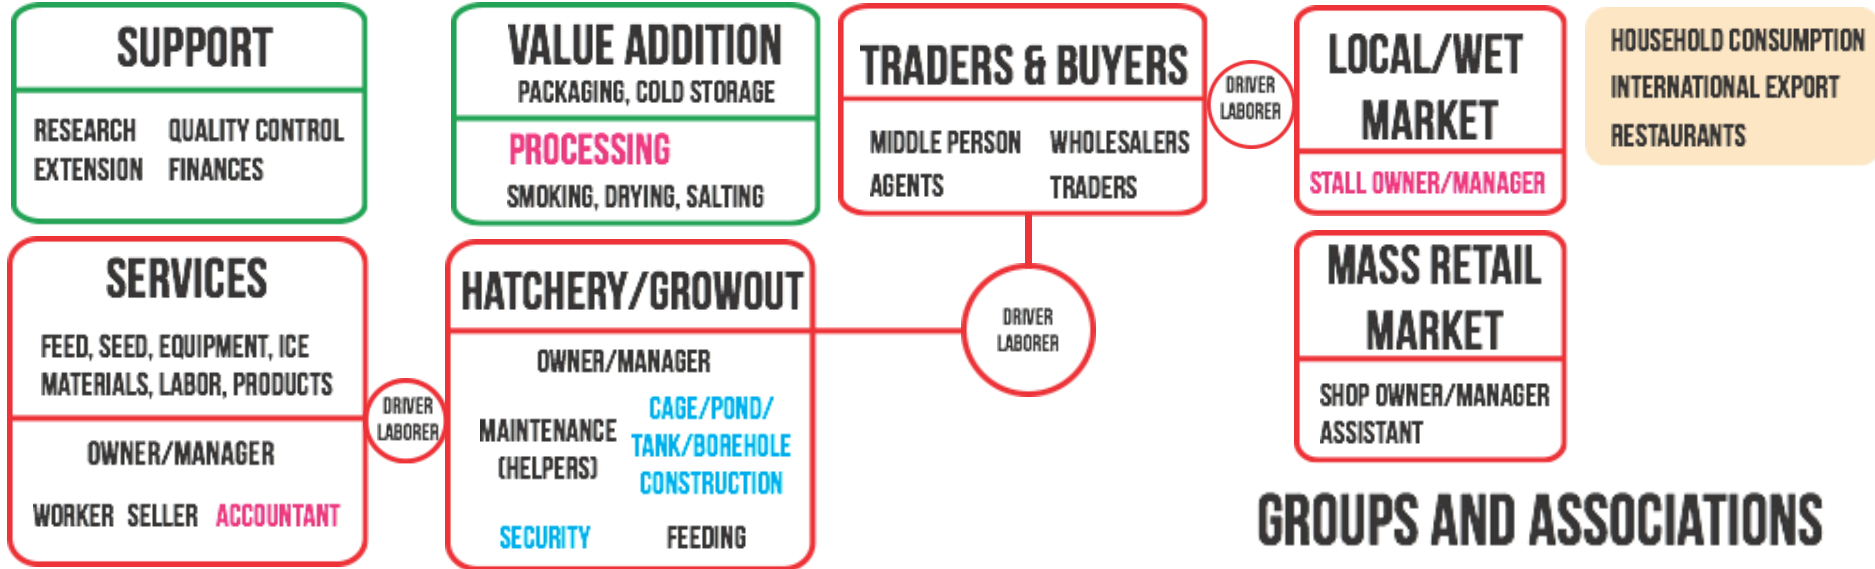 SUPPORT
RESEARCH QUALITY CONTROL
EXTENSION FINANCES
VALUE ADDITION
PACKAGING, COLD STORAGE
PROCESSING
SMOKING, DRYING, SALTING
TRADERS & BUYERS
MIDDLE PERSON WHOLESALERS
AGENTS TRADERS
DRIVER
LABORER
LOCAL/WET
MARKET
STALL OWNER/MANAGER
HOUSEHOLD CONSUMPTION
INTERNATIONAL EXPORT
RESTAURANTS
SERVICES
FEED, SEED, EQUIPMENT, ICE
MATERIALS, LABOR, PRODUCTS
OWNER/MANAGER
WORKER SELLER ACCOUNTANT
DRIVER
LABORER
HATCHERY/GROWOUT
OWNER/MANAGER
MAINTENANCE
(HELPERS)
CAGE/POND/
TANK/BOREHOLE
CONSTRUCTION
SECURITY FEEDING
DRIVER
LABORER
MASS RETAIL
MARKET
SHOP OWNER/MANAGER
ASSISTANT
GROUPS AND ASSOCIATIONS